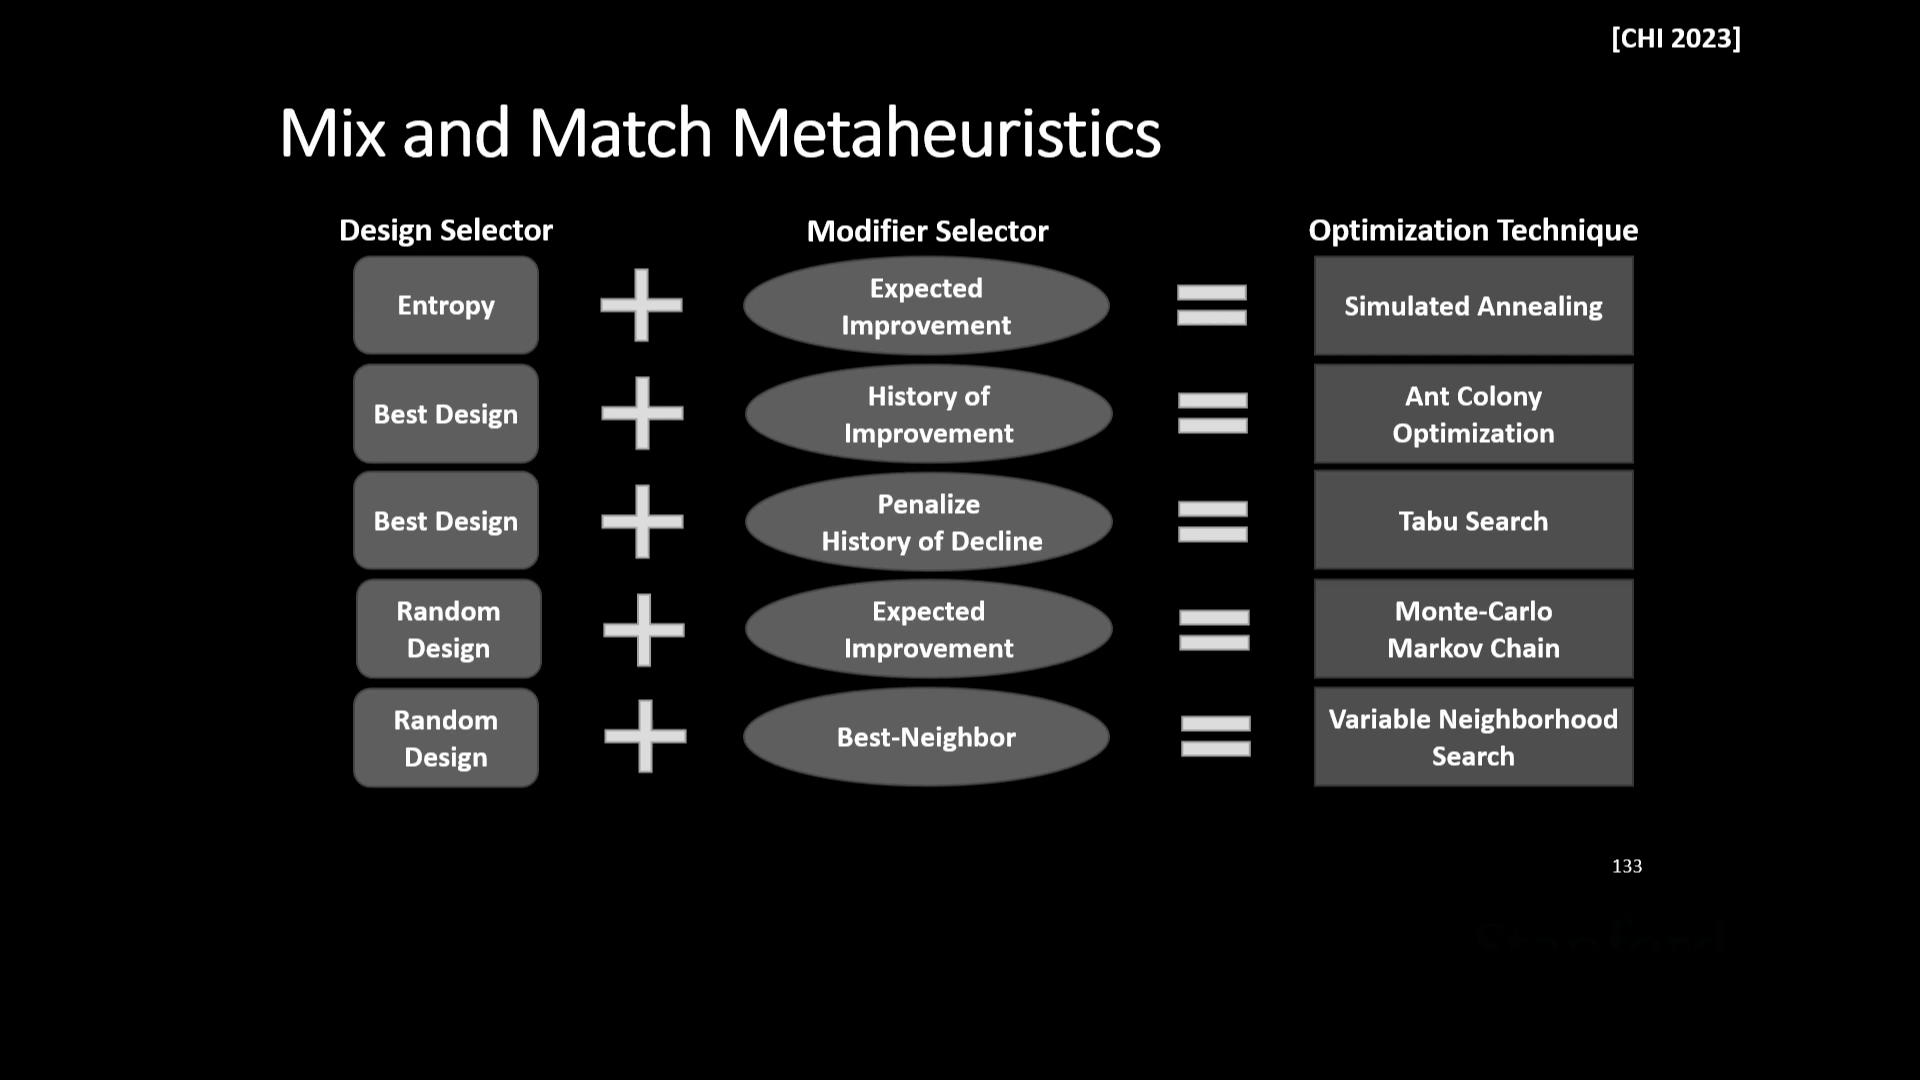 [CHI 2023]
Mix and Match Metaheuristics
Design Selector
Modifier Selector
Optimization Technique
Entropy
Expected
Improvement
Simulated Annealing
Best Design
History of
Improvement
Ant Colony
Optimization
Best Design
Penalize
History of Decline
Tabu Search
Random
Design
Expected
Improvement
Monte-Carlo
Markov Chain
Random
Design
Best-Neighbor
Variable Neighborhood
Search
133